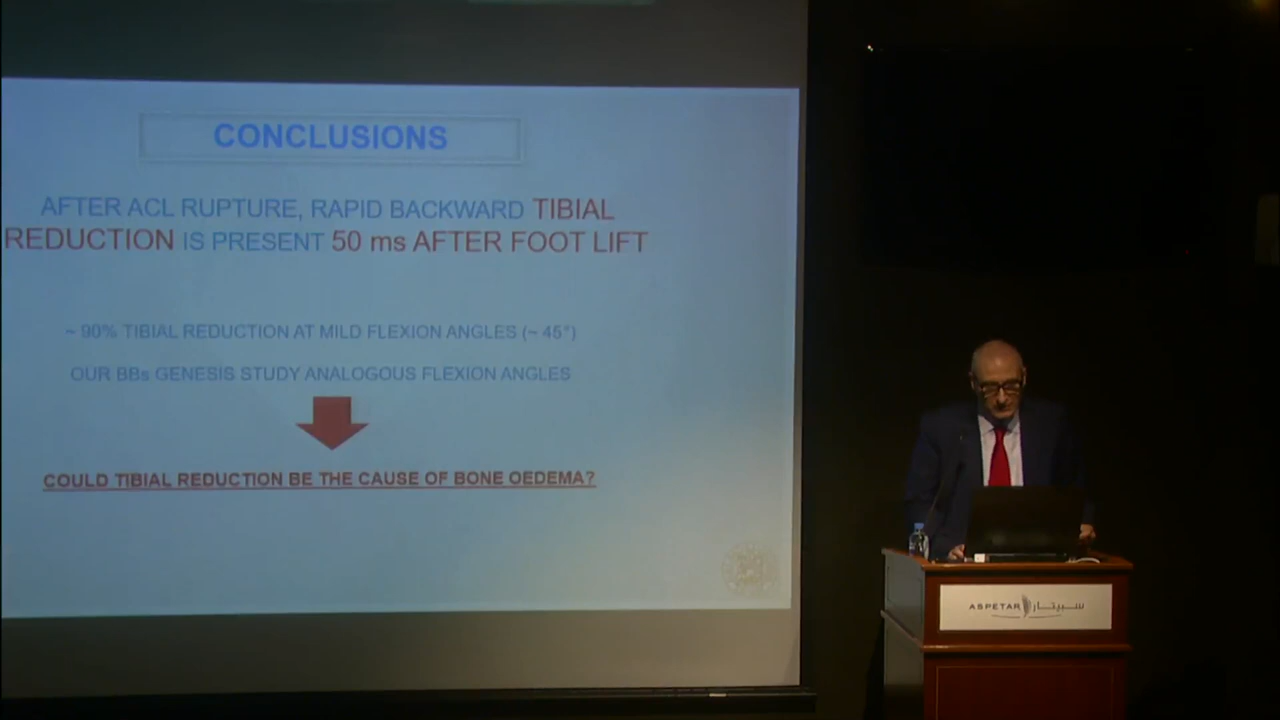 CONCLUSIONS
AFTER ACL RUPTURE, RAPID BACKWARD TIBIAL
REDUCTION IS PRESENT 50 ms AFTER FOOT LIFT
~ 90% TIBIAL REDUCTION AT MILD FLEXION ANGLES (~ 45°)
OUR BBs GENESIS STUDY ANALOGOUS FLEXION ANGLES
COULD TIBIAL REDUCTION BE THE CAUSE OF BONE OEDEMA?
ASPETAR سبيتار